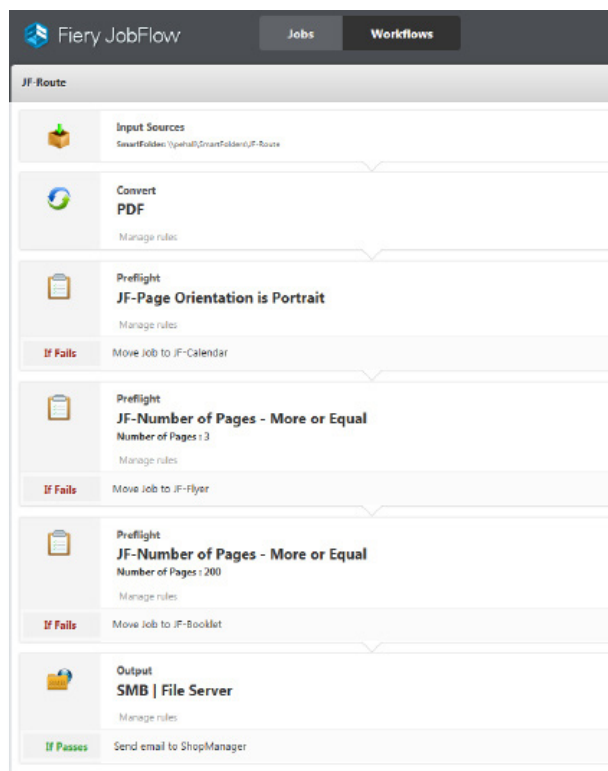 Fiery JobFlow
Jobs
Workflows
JF-Route
Input Sources
SmartFolder: \\pehall\SmartFolders\JF-Route
Convert
PDF
Manage rules
Preflight
JF-Page Orientation is Portrait
Manage rules
If Fails
Move Job to JF-Calendar
Preflight
JF-Number of Pages - More or Equal
Number of Pages : 3
Manage rules
If Fails
Move Job to JF-Flyer
Preflight
JF-Number of Pages - More or Equal
Number of Pages : 200
Manage rules
If Fails
Move Job to JF-Booklet
Output
SMB | File Server
Manage rules
If Passes
Send email to ShopManager